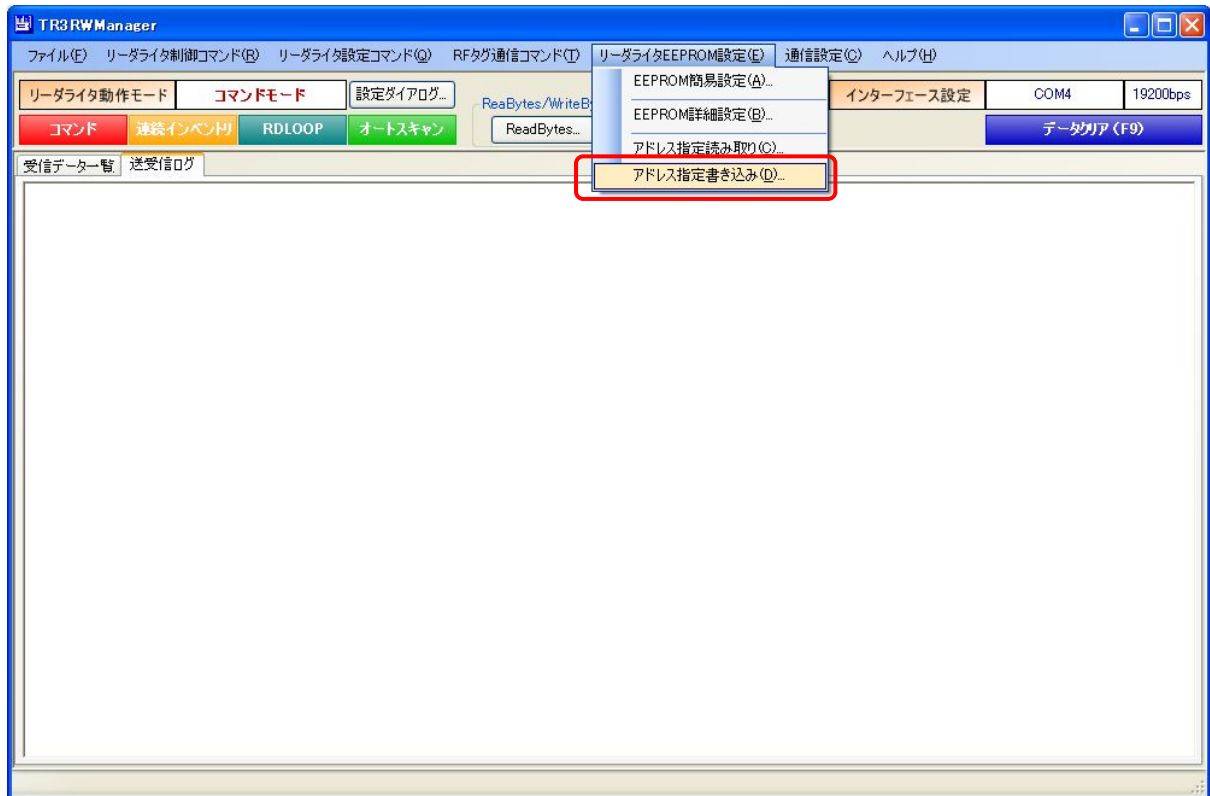 TR3RWManager
ファイル(F) リーダライタ制御コマンド(R) リーダライタ設定コマンド(Q) RFタグ通信コマンド(T) リーダライタEEPROM設定(E) 通信設定(C) ヘルプ(H)
EEPROM簡易設定(A)...
EEPROM詳細設定(B)...
アドレス指定読み取り(C)...
アドレス指定書き込み(D)...
リーダライタ動作モード コマンドモード 設定ダイアログ... ReaBytes/WriteB インターフェース設定 COM4 19200bps
コマンド 連続インベントリ RDLOOP オートスキャン ReadBytes... データクリア(F9)
受信データ一覧 送受信ログ